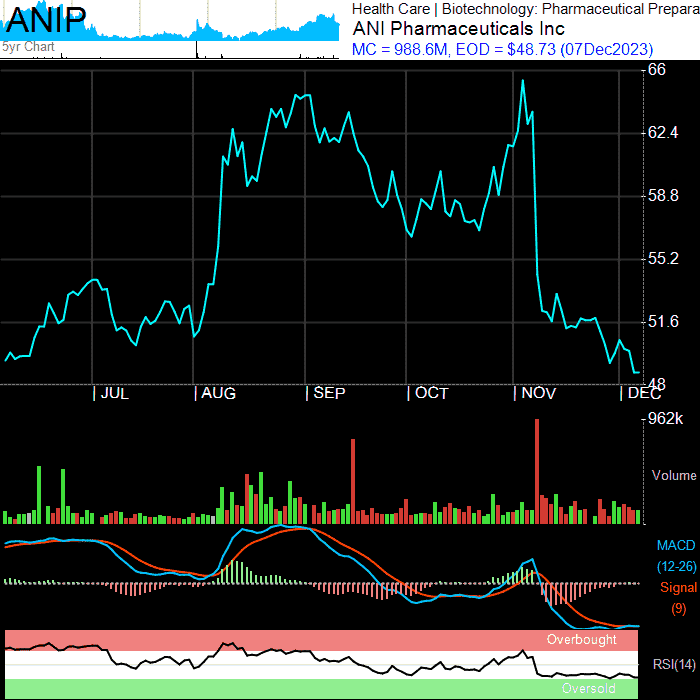 ANIP
5yr Chart
Health Care | Biotechnology: Pharmaceutical Prepara
ANI Pharmaceuticals Inc
MC = 988.6M, EOD = $48.73 (07Dec2023)
66
62.4
58.8
55.2
51.6
48
JUL
AUG
SEP
OCT
NOV
DEC
962k
Volume
MACD
(12-26)
Signal
(9)
Overbought
RSI(14)
Oversold